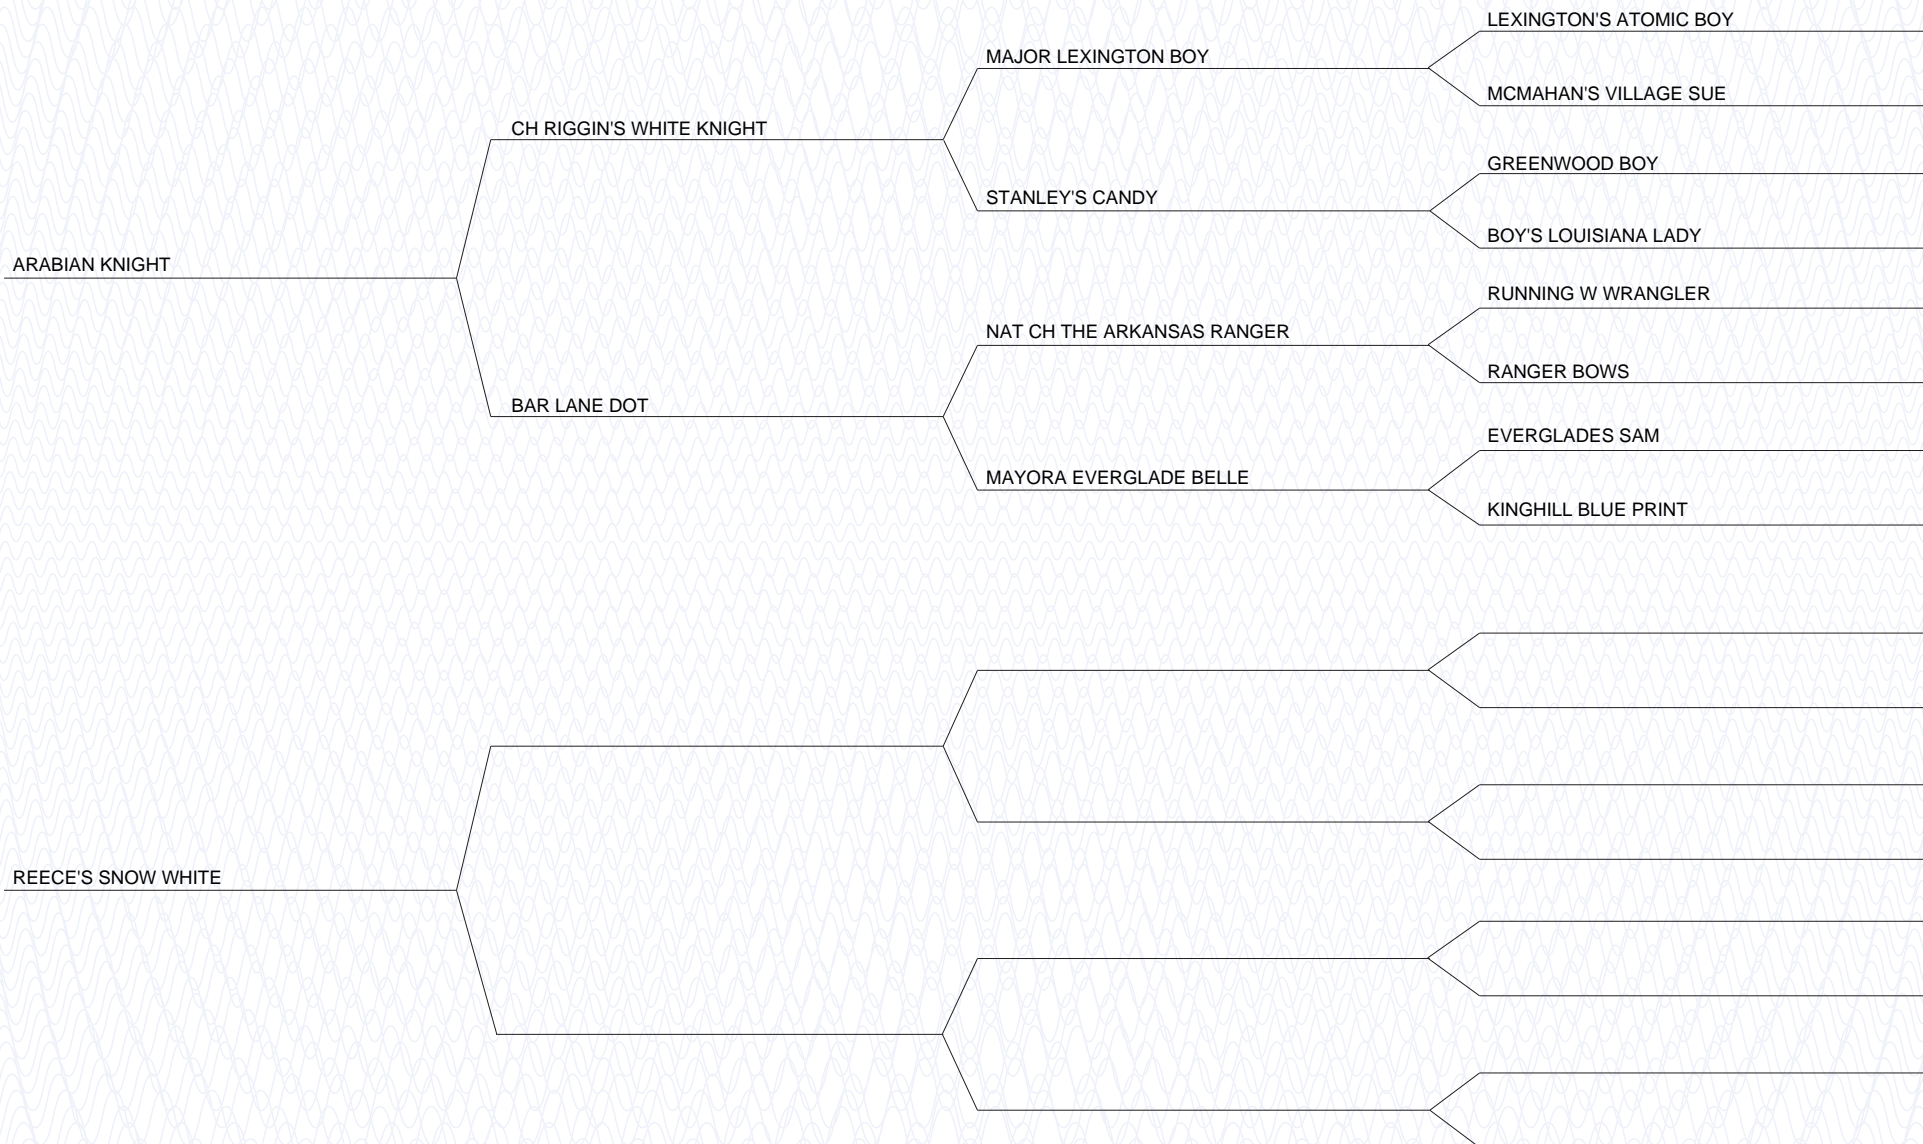 LEXINGTON'S ATOMIC BOY
MAJOR LEXINGTON BOY
MCMAHAN'S VILLAGE SUE
CH RIGGIN'S WHITE KNIGHT
GREENWOOD BOY
STANLEY'S CANDY
BOY'S LOUISIANA LADY
ARABIAN KNIGHT
RUNNING W WRANGLER
NAT CH THE ARKANSAS RANGER
RANGER BOWS
BAR LANE DOT
EVERGLADES SAM
MAYORA EVERGLADE BELLE
KINGHILL BLUE PRINT
REECE'S SNOW WHITE